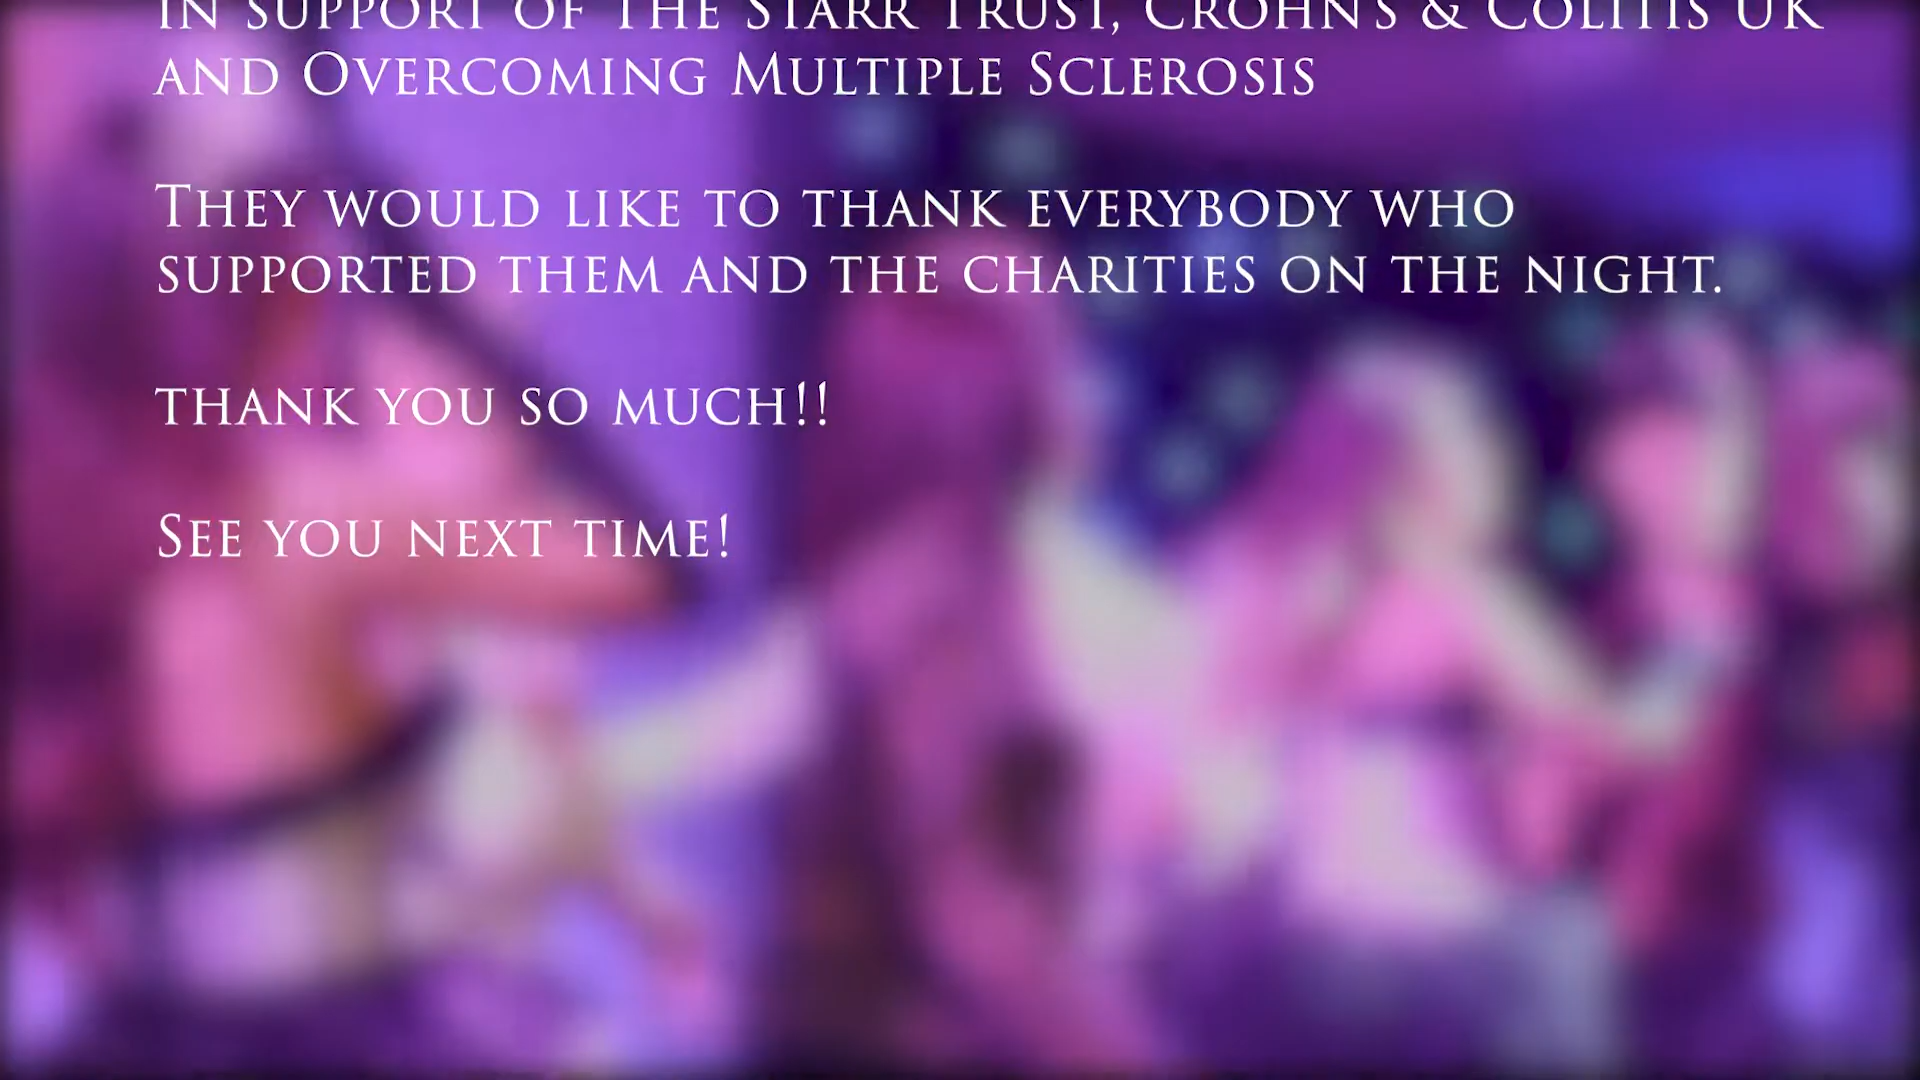 In support of The Starr Trust, Crohn's & Colitis UK
and Overcoming Multiple Sclerosis
They would like to thank everybody who
supported them and the charities on the night.
thank you so much!!
See you next time!